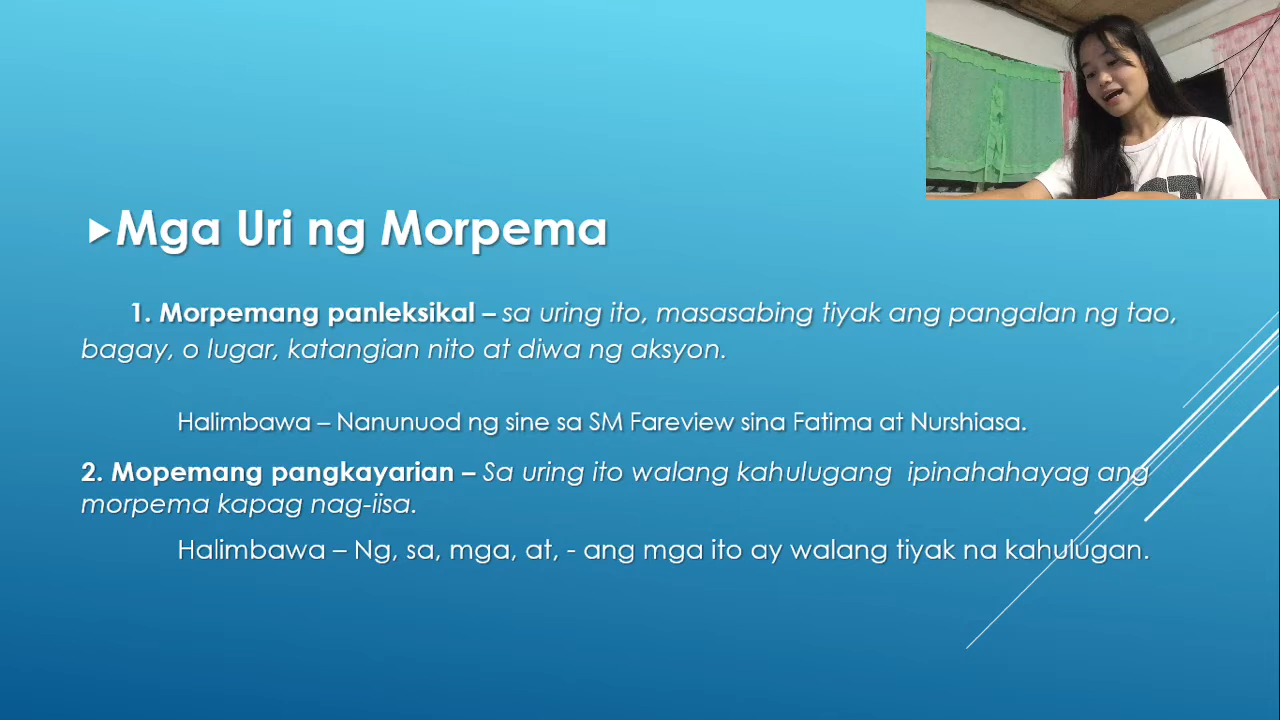 Mga Uri ng Morpema
1. Morpemang panleksikal – sa uring ito, masasabing tiyak ang pangalan ng tao,
bagay, o lugar, katangian nito at diwa ng aksyon.
Halimbawa – Nanunuod ng sine sa SM Fareview sina Fatima at Nurshiasa.
2. Mopemang pangkayarian – Sa uring ito walang kahulugang ipinahahayag ang
morpema kapag nag-iisa.
Halimbawa – Ng, sa, mga, at, - ang mga ito ay walang tiyak na kahulugan.